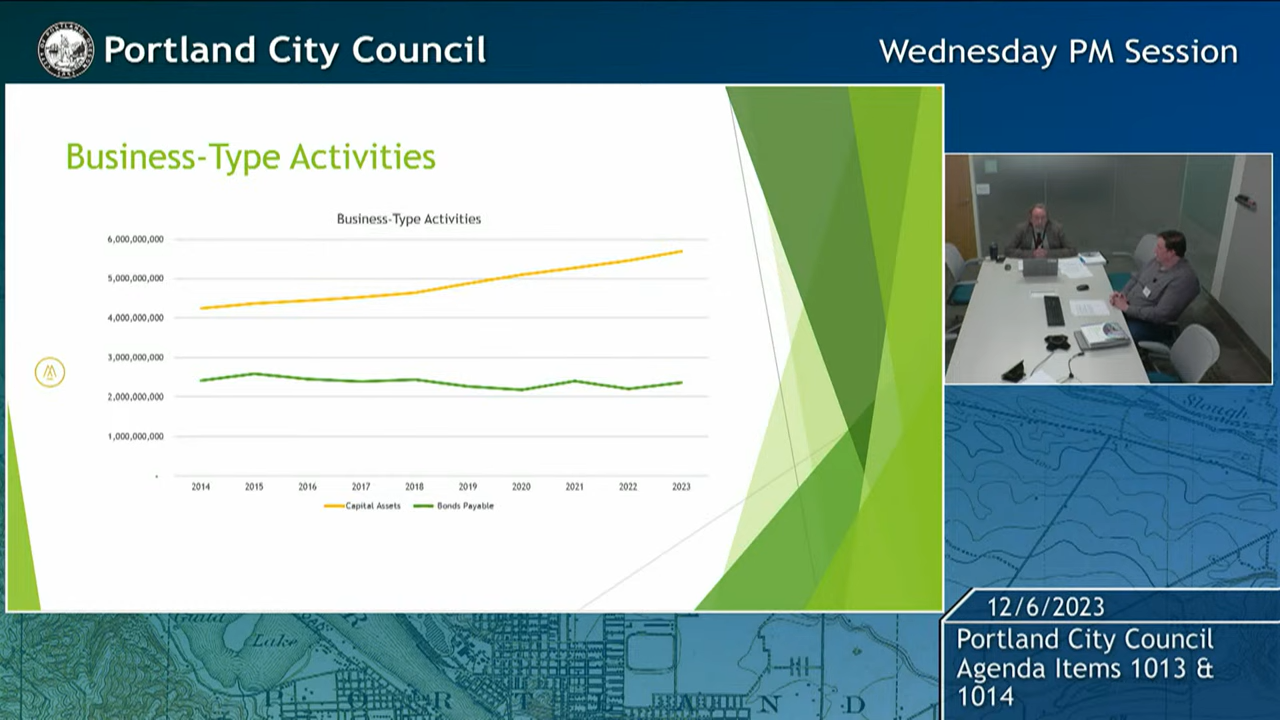 Portland City Council
Wednesday PM Session
Business-Type Activities
Business-Type Activities
6,000,000,000
5,000,000,000
4,000,000,000
3,000,000,000
2,000,000,000
1,000,000,000
-
2014 2015 2016 2017 2018 2019 2020 2021 2022 2023
Capital Assets Bonds Payable
Slough
Guild
Lake
O R T L A N D
12/6/2023
Portland City Council
Agenda Items 1013 &
1014